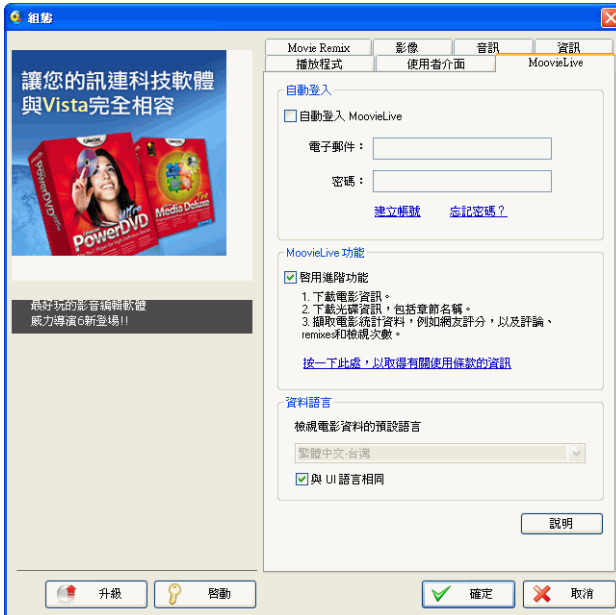 組態
讓您的訊連科技軟體
與Vista完全相容
CyberLink
PowerDVD
Ultra
Media Deluxe
最好玩的影音編輯軟體
威力導演6新登場!!
Movie Remix
影像
音訊
資訊
播放程式
使用者介面
MoovieLive
自動登入
自動登入 MoovieLive
電子郵件：
密碼：
建立帳號
忘記密碼？
MoovieLive 功能
啓用進階功能
1. 下載電影資訊。
2. 下載光碟資訊，包括章節名稱。
3. 擷取電影統計資料，例如網友評分，以及評論、
remixes和檢視次數。
按一下此處，以取得有關使用條款的資訊
資料語言
檢視電影資料的預設語言
繁體中文-台灣
與 UI 語言相同
說明
升級
啓動
確定
取消